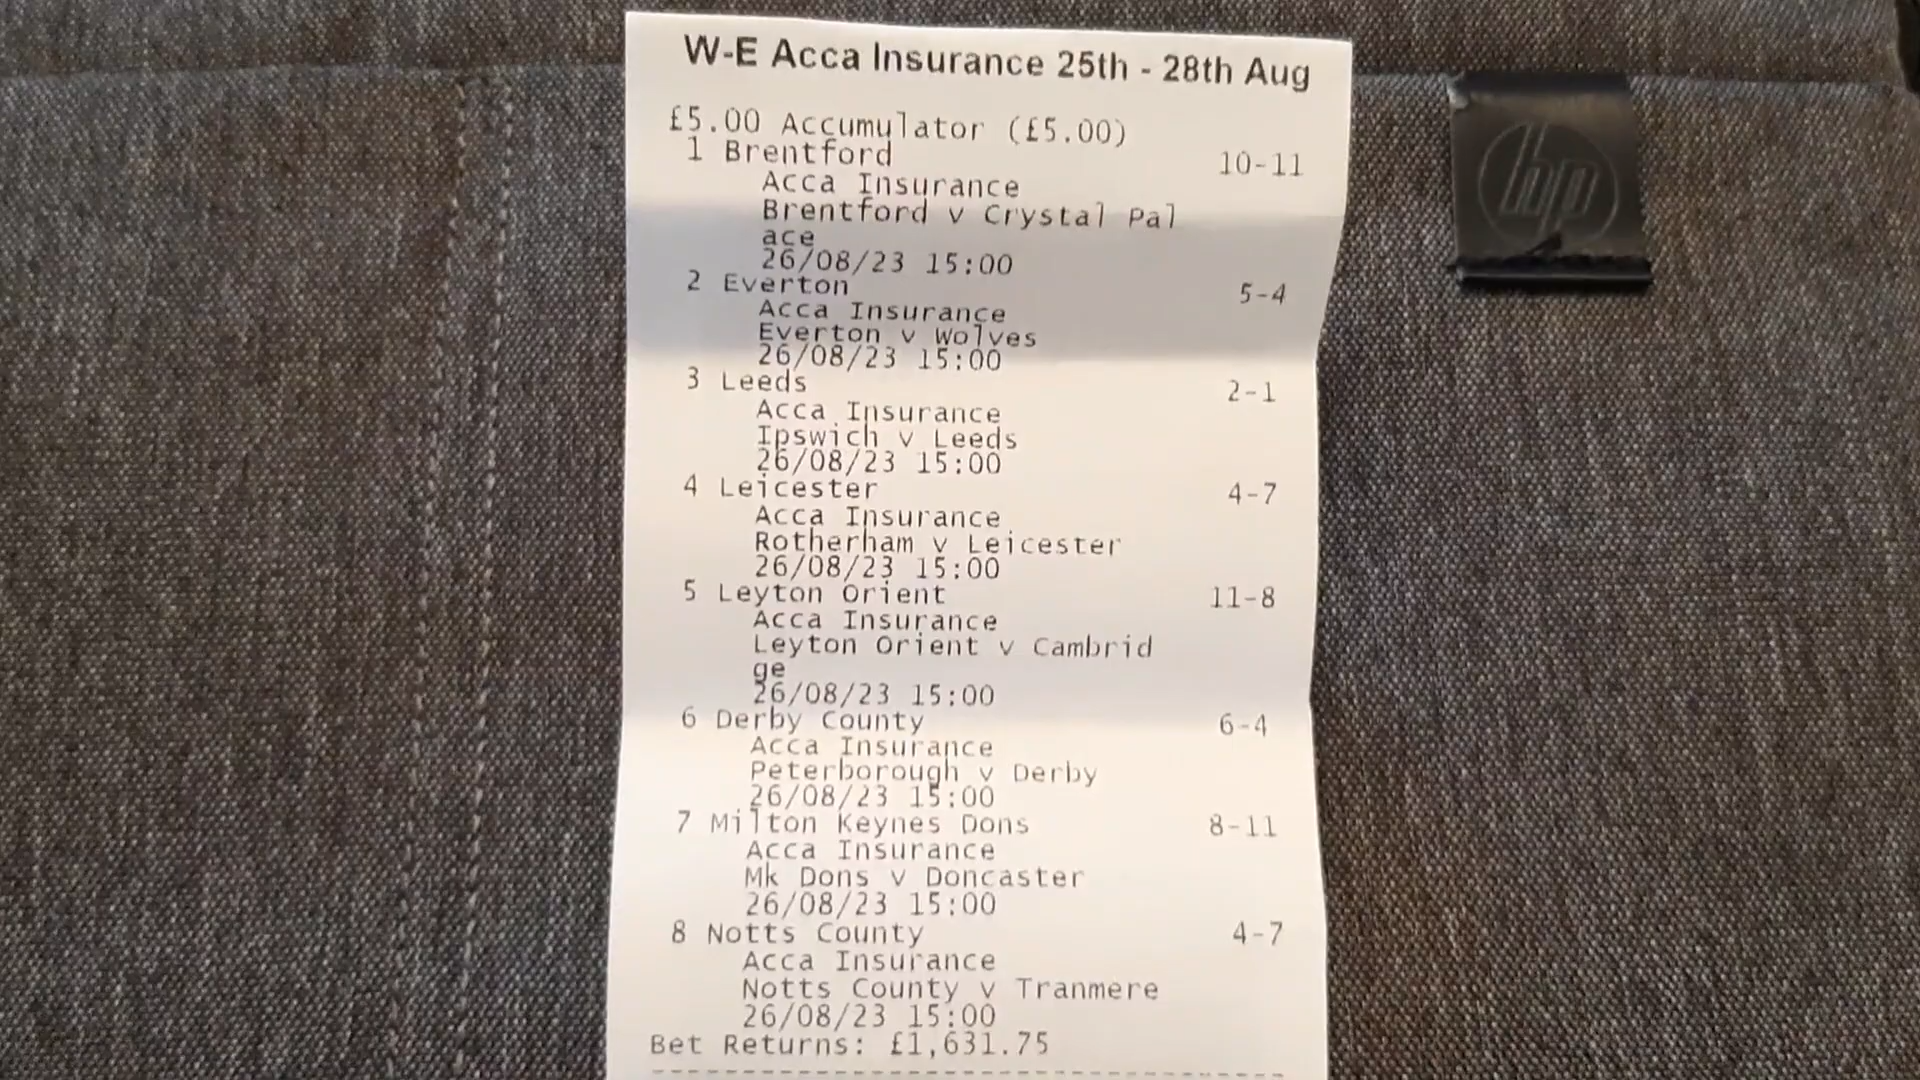 W-E Acca Insurance 25th - 28th Aug
£5.00 Accumulator (£5.00)
1 Brentford 10-11
Acca Insurance
Brentford v Crystal Pal
ace
26/08/23 15:00
2 Everton 5-4
Acca Insurance
Everton v Wolves
26/08/23 15:00
3 Leeds 2-1
Acca Insurance
Ipswich v Leeds
26/08/23 15:00
4 Leicester 4-7
Acca Insurance
Rotherham v Leicester
26/08/23 15:00
5 Leyton Orient 11-8
Acca Insurance
Leyton Orient v Cambrid
ge
26/08/23 15:00
6 Derby County 6-4
Acca Insurance
Peterborough v Derby
26/08/23 15:00
7 Milton Keynes Dons 8-11
Acca Insurance
Mk Dons v Doncaster
26/08/23 15:00
8 Notts County 4-7
Acca Insurance
Notts County v Tranmere
26/08/23 15:00
Bet Returns: £1,631.75
hp